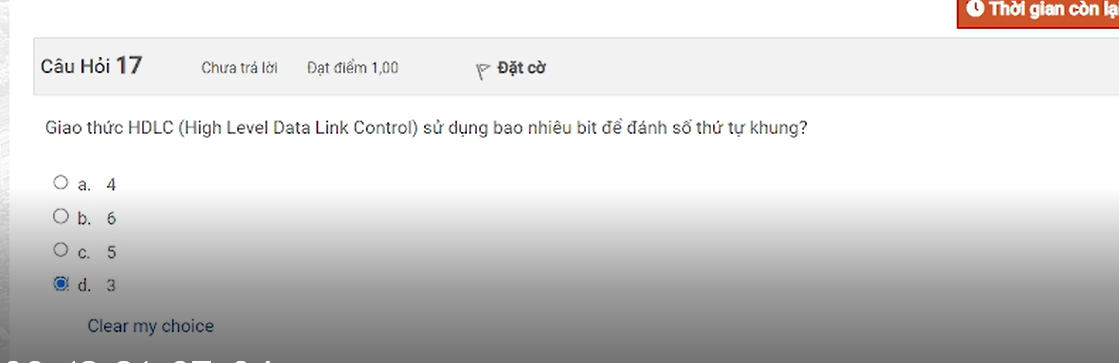 Thời gian còn lạ
Câu Hỏi 17 Chưa trả lời Đạt điểm 1,00 Đặt cờ
Giao thức HDLC (High Level Data Link Control) sử dụng bao nhiêu bit để đánh số thứ tự khung?
a. 4
b. 6
c. 5
d. 3
Clear my choice